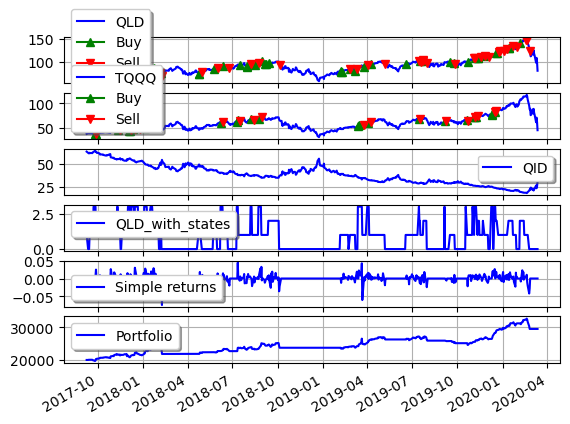 QLD
Buy
Sell
150
100
TQQQ
Buy
Sell
100
50
QID
50
25
QLD_with_states
2.5
0.0
Simple returns
0.05
0.00
−0.05
Portfolio
30000
20000
2017-10
2018-01
2018-04
2018-07
2018-10
2019-01
2019-04
2019-07
2019-10
2020-01
2020-04